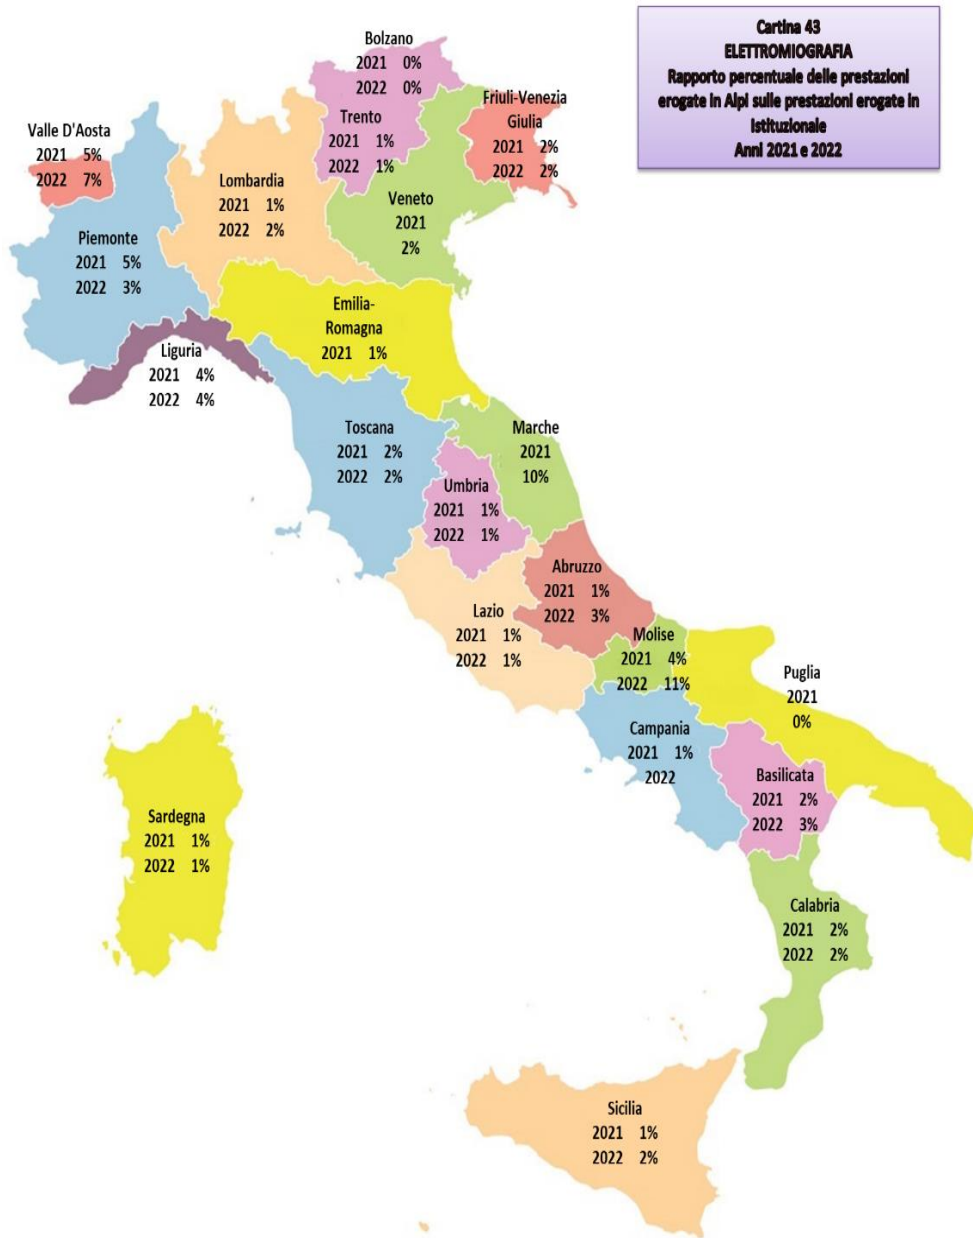 Cartina 43
ELETTROMIOGRAFIA
Rapporto percentuale delle prestazioni
erogate in Alpi sulle prestazioni erogate in
Istituzionale
Anni 2021 e 2022
Bolzano
2021 0%
2022 0%
Trento
2021 1%
2022 1%
Friuli-Venezia
Giulia
2021 2%
2022 2%
Valle D'Aosta
2021 5%
2022 7%
Lombardia
2021 1%
2022 2%
Veneto
2021
2%
Piemonte
2021 5%
2022 3%
Emilia-
Romagna
2021 1%
Liguria
2021 4%
2022 4%
Toscana
2021 2%
2022 2%
Marche
2021
10%
Umbria
2021 1%
2022 1%
Abruzzo
2021 1%
2022 3%
Lazio
2021 1%
2022 1%
Molise
2021 4%
2022 11%
Puglia
2021
0%
Campania
2021 1%
2022
Basilicata
2021 2%
2022 3%
Sardegna
2021 1%
2022 1%
Calabria
2021 2%
2022 2%
Sicilia
2021 1%
2022 2%